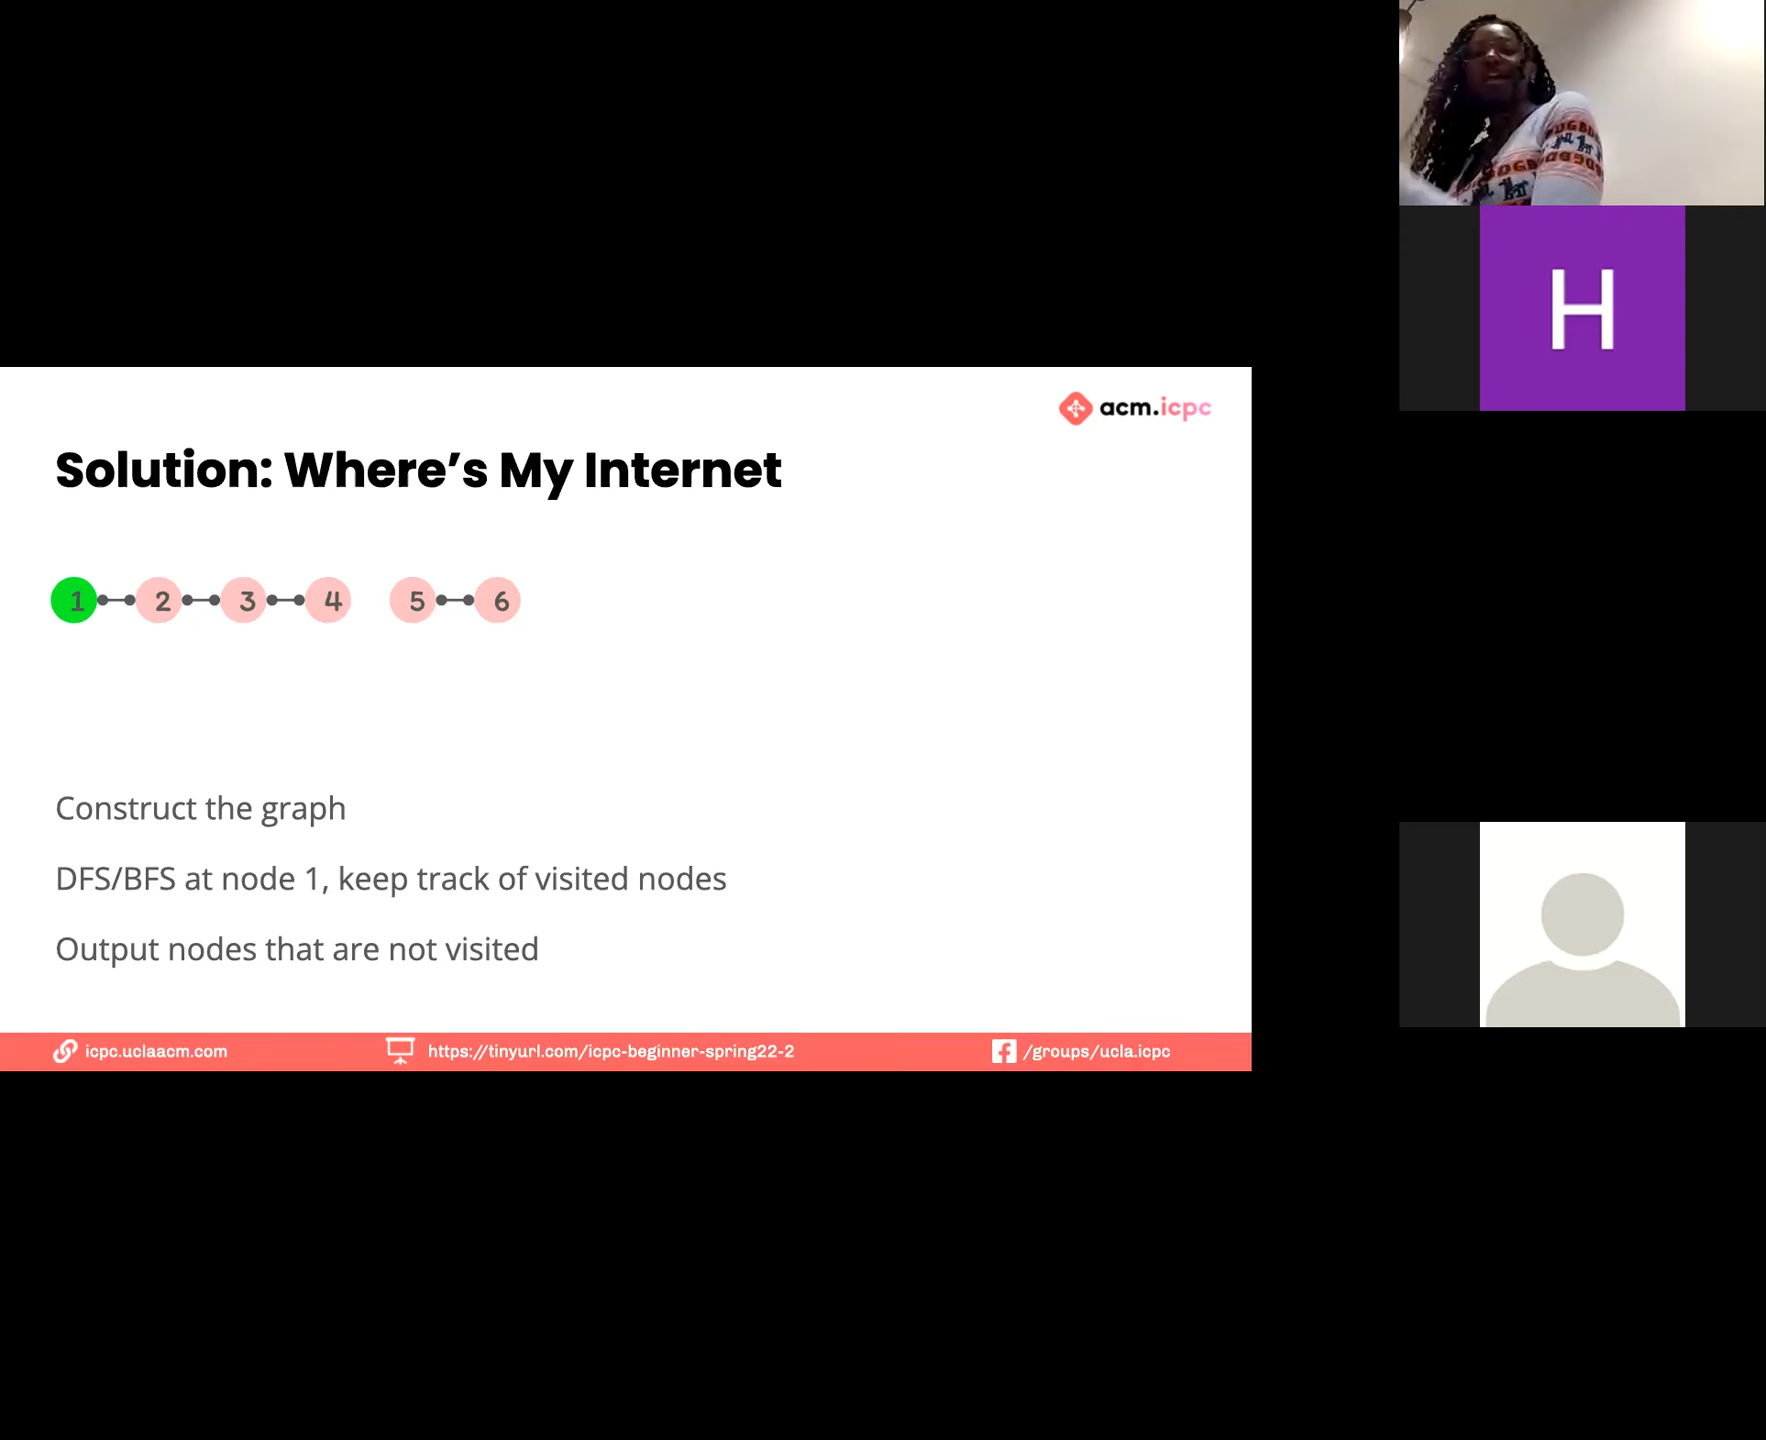 H
acm.icpc
Solution: Where's My Internet
1 2 3 4 5 6
Construct the graph
DFS/BFS at node 1, keep track of visited nodes
Output nodes that are not visited
icpc.uclaacm.com
https://tinyurl.com/icpc-beginner-spring22-2
/groups/ucla.icpc